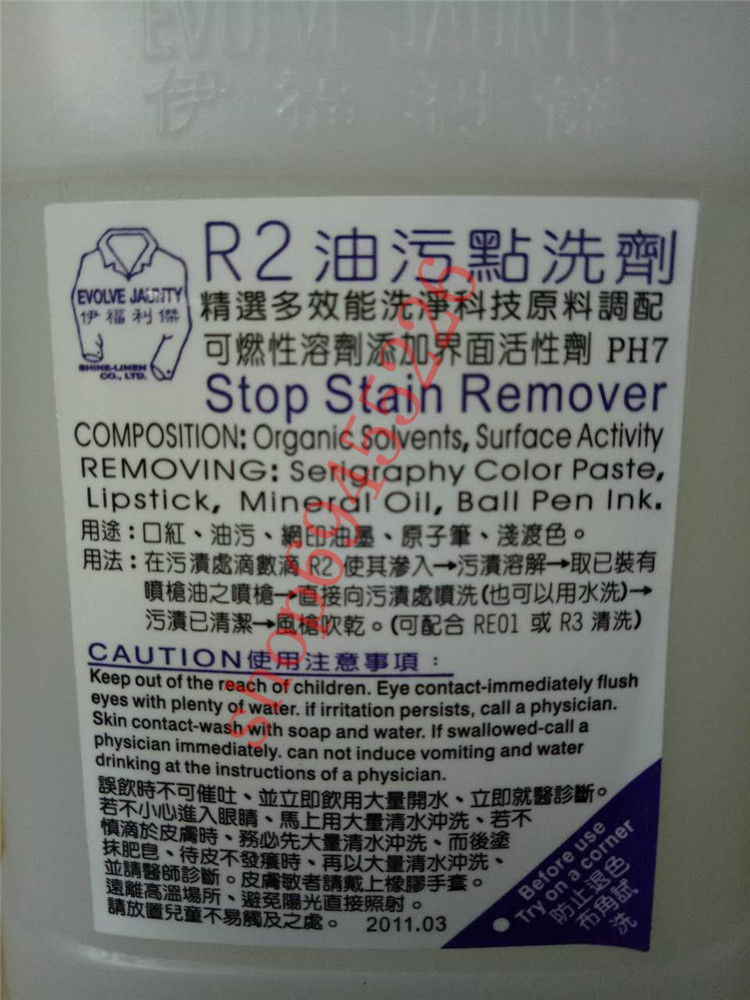 EVOLVE JAUNTY
伊福利傑
EVOLVE JAUNTY
伊福利傑
SHINE-LINEN
CO., LTD.
R2油污點洗劑
精選多效能洗淨科技原料調配
可燃性溶劑添加界面活性劑 PH7
Stop Stain Remover
COMPOSITION: Organic Solvents, Surface Activity
REMOVING: Serigraphy Color Paste,
Lipstick, Mineral Oil, Ball Pen Ink.
用途：口紅、油污、網印油墨、原子筆、淺渡色。
用法：在污漬處滴數滴 R2 使其滲入→污漬溶解→取已裝有
噴槍油之噴槍→直接向污漬處噴洗(也可以用水洗)→
污漬已清潔→風槍吹乾。(可配合 RE01 或 R3 清洗)
CAUTION使用注意事項：
Keep out of the reach of children. Eye contact-immediately flush
eyes with plenty of water. if irritation persists, call a physician.
Skin contact-wash with soap and water. If swallowed-call a
physician immediately. can not induce vomiting and water
drinking at the instructions of a physician.
誤飲時不可催吐、並立即飲用大量開水、立即就醫診斷。
若不小心進入眼睛、馬上用大量清水沖洗、若不
慎滴於皮膚時、務必先大量清水沖洗、而後塗
抹肥皂、待皮不發癢時、再以大量清水沖洗、
並請醫師診斷。皮膚敏者請戴上橡膠手套。
遠離高溫場所、避免陽光直接照射。
請放置兒童不易觸及之處。 2011.03
Before use
Try on a corner
防止退色
布角試
洗
shop694555226